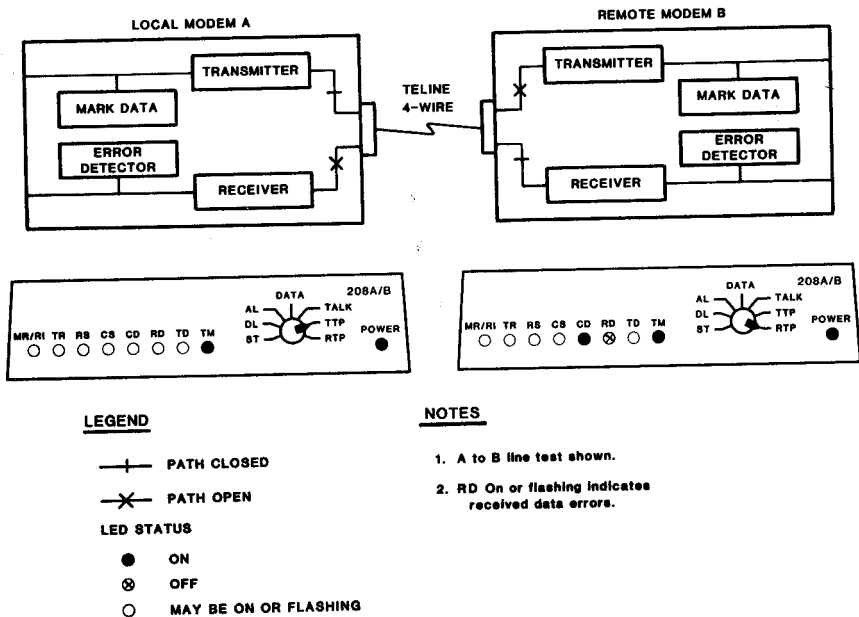 LOCAL MODEM A
REMOTE MODEM B
TRANSMITTER
MARK DATA
ERROR
DETECTOR
RECEIVER
TELINE
4-WIRE
TRANSMITTER
MARK DATA
ERROR
DETECTOR
RECEIVER
208A/B
DATA
AL
TALK
DL
TTP
ST
RTP
MR/RI TR RS CS CD RD TD TM
POWER
208A/B
DATA
AL
TALK
DL
TTP
ST
RTP
MR/RI TR RS CS CD RD TD TM
POWER
LEGEND
PATH CLOSED
PATH OPEN
LED STATUS
ON
OFF
MAY BE ON OR FLASHING
NOTES
1. A to B line test shown.
2. RD On or flashing indicates
received data errors.